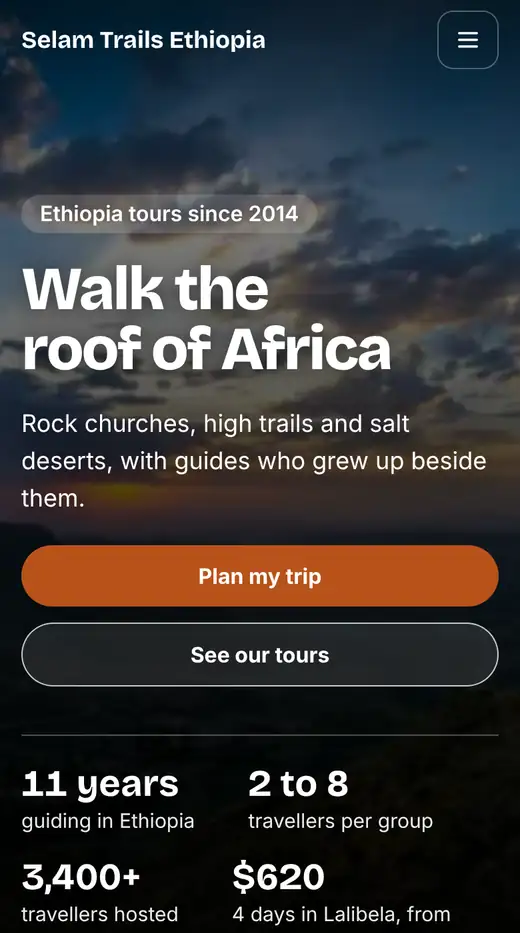 Selam Trails Ethiopia
Ethiopia tours since 2014
Walk the
roof of Africa
Rock churches, high trails and salt
deserts, with guides who grew up beside
them.
Plan my trip
See our tours
11 years
guiding in Ethiopia
2 to 8
travellers per group
3,400+
travellers hosted
$620
4 days in Lalibela, from